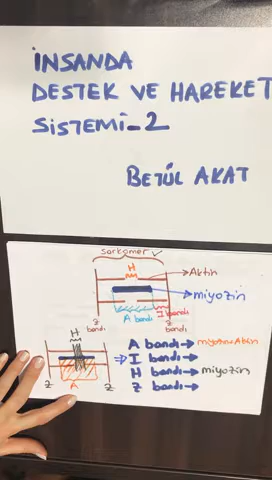 İNSANDA
DESTEK VE HAREKET
SİSTEMİ-2
BETÜL AKAT
sarkomer
H
Aktin
miyozin
A bandı
I bandı
Z bandı
Z bandı
H
Z
A
Z
A bandı→ miyozin+Aktin
I bandı→
H bandı→ miyozin
Z bandı→